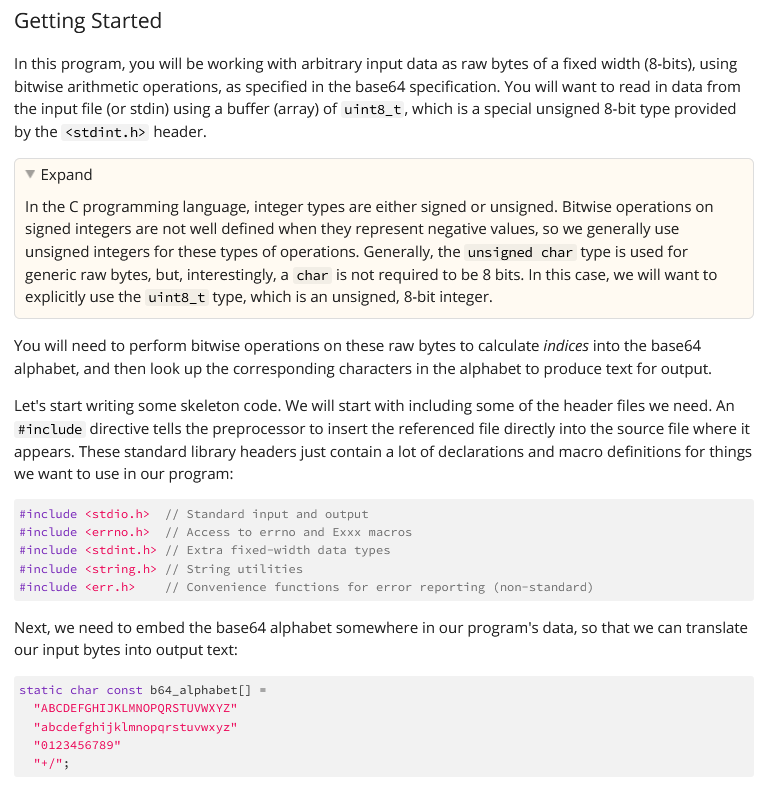 Getting Started
In this program, you will be working with arbitrary input data as raw bytes of a fixed width (8-bits), using
bitwise arithmetic operations, as specified in the base64 specification. You will want to read in data from
the input file (or stdin) using a buffer (array) of uint8_t, which is a special unsigned 8-bit type provided
by the <stdint.h> header.
▼ Expand
In the C programming language, integer types are either signed or unsigned. Bitwise operations on
signed integers are not well defined when they represent negative values, so we generally use
unsigned integers for these types of operations. Generally, the unsigned char type is used for
generic raw bytes, but, interestingly, a char is not required to be 8 bits. In this case, we will want to
explicitly use the uint8_t type, which is an unsigned, 8-bit integer.
You will need to perform bitwise operations on these raw bytes to calculate indices into the base64
alphabet, and then look up the corresponding characters in the alphabet to produce text for output.
Let's start writing some skeleton code. We will start with including some of the header files we need. An
#include directive tells the preprocessor to insert the referenced file directly into the source file where it
appears. These standard library headers just contain a lot of declarations and macro definitions for things
we want to use in our program:
#include <stdio.h>  // Standard input and output
#include <errno.h>  // Access to errno and Exxx macros
#include <stdint.h> // Extra fixed-width data types
#include <string.h> // String utilities
#include <err.h>    // Convenience functions for error reporting (non-standard)
Next, we need to embed the base64 alphabet somewhere in our program's data, so that we can translate
our input bytes into output text:
static char const b64_alphabet[] =
  "ABCDEFGHIJKLMNOPQRSTUVWXYZ"
  "abcdefghijklmnopqrstuvwxyz"
  "0123456789"
  "+/";